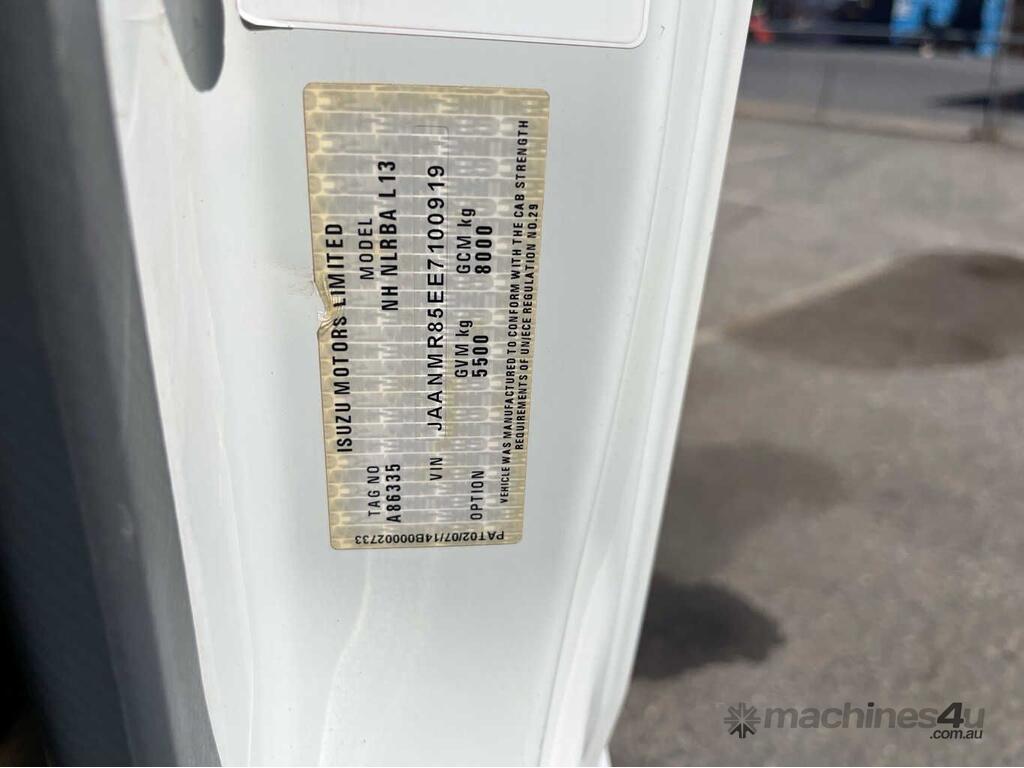 ISUZU MOTORS LIMITED
TAG NO MODEL
A86335 NH NLRBA L13
VIN JAANMR85EE7100919
GVM kg GCM kg
OPTION 5500 8000
VEHICLE WAS MANUFACTURED TO CONFORM WITH THE CAB STRENGTH
REQUIREMENTS OF UN/ECE REGULATION NO.29
PAT02/07/14B00002733
machines4u
.com.au